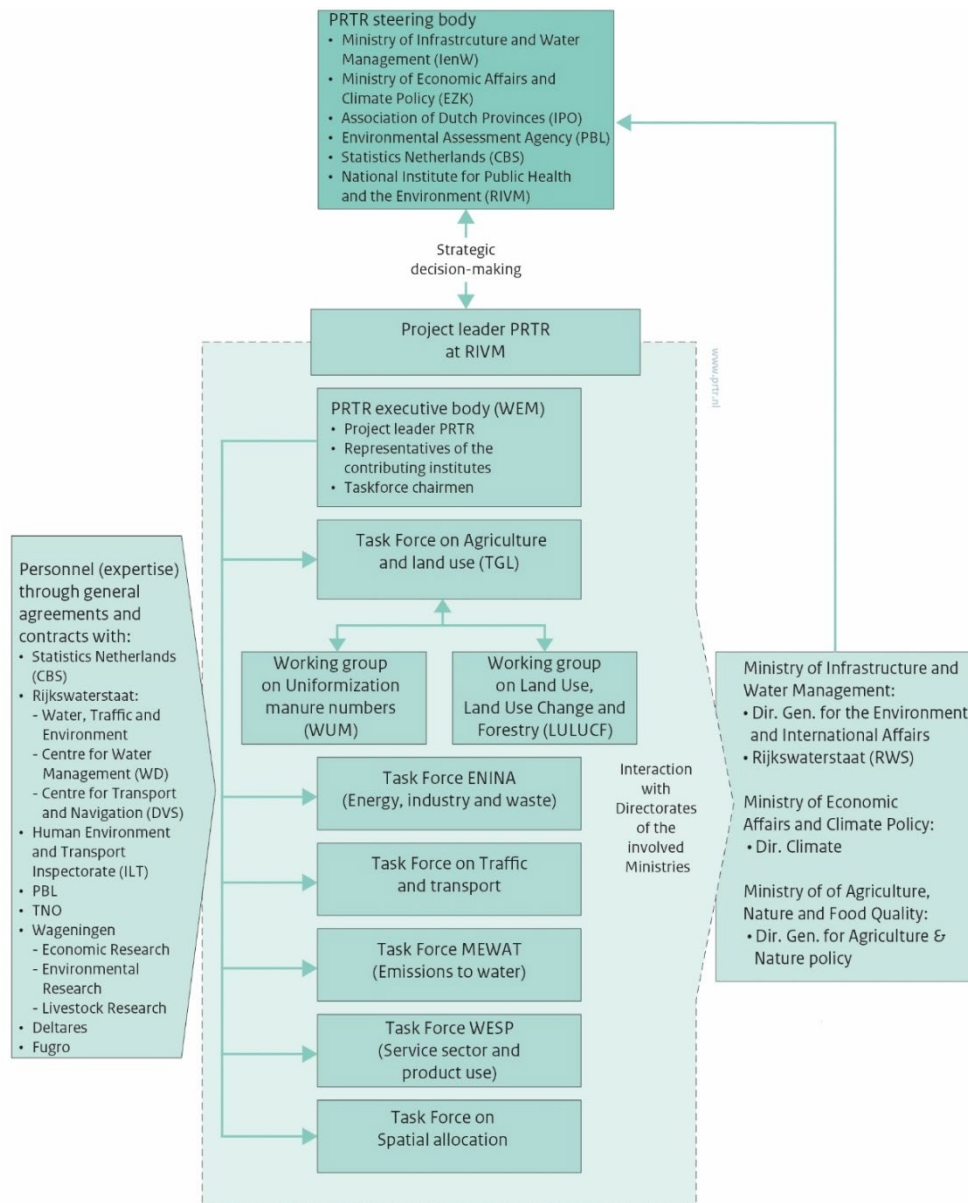 PRTR steering body
• Ministry of Infrastrcuture and Water
Management (IenW)
• Ministry of Economic Affairs and
Climate Policy (EZK)
• Association of Dutch Provinces (IPO)
• Environmental Assessment Agency (PBL)
• Statistics Netherlands (CBS)
• National Institute for Public Health
and the Environment (RIVM)
Strategic
decision-making
Project leader PRTR
at RIVM
www.prtr.nl
PRTR executive body (WEM)
• Project leader PRTR
• Representatives of the
contributing institutes
• Taskforce chairmen
Task Force on Agriculture
and land use (TGL)
Working group
on Uniformization
manure numbers
(WUM)
Working group
on Land Use,
Land Use Change and
Forestry (LULUCF)
Task Force ENINA
(Energy, industry and waste)
Task Force on Traffic
and transport
Task Force MEWAT
(Emissions to water)
Task Force WESP
(Service sector and
product use)
Task Force on
Spatial allocation
Personnel (expertise)
through general
agreements and
contracts with:
• Statistics Netherlands
(CBS)
• Rijkswaterstaat:
- Water, Traffic and
Environment
- Centre for Water
Management (WD)
- Centre for Transport
and Navigation (DVS)
• Human Environment
and Transport
Inspectorate (ILT)
• PBL
• TNO
• Wageningen
- Economic Research
- Environmental
Research
- Livestock Research
• Deltares
• Fugro
Interaction
with
Directorates
of the
involved
Ministries
Ministry of Infrastructure and
Water Management:
• Dir. Gen. for the Environment
and International Affairs
• Rijkswaterstaat (RWS)
Ministry of Economic
Affairs and Climate Policy:
• Dir. Climate
Ministry of of Agriculture,
Nature and Food Quality:
• Dir. Gen. for Agriculture &
Nature policy